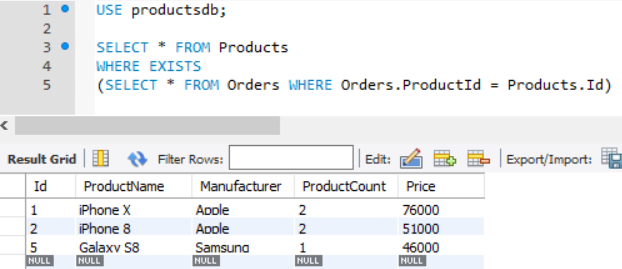 1 USE productsdb;
2
3 SELECT * FROM Products
4 WHERE EXISTS
5 (SELECT * FROM Orders WHERE Orders.ProductId = Products.Id)
Result Grid Filter Rows: Edit: Export/Import:
Id ProductName Manufacturer ProductCount Price
1 iPhone X Apple 2 76000
2 iPhone 8 Apple 2 51000
5 Galaxy S8 Samsung 1 46000
NULL NULL NULL NULL NULL